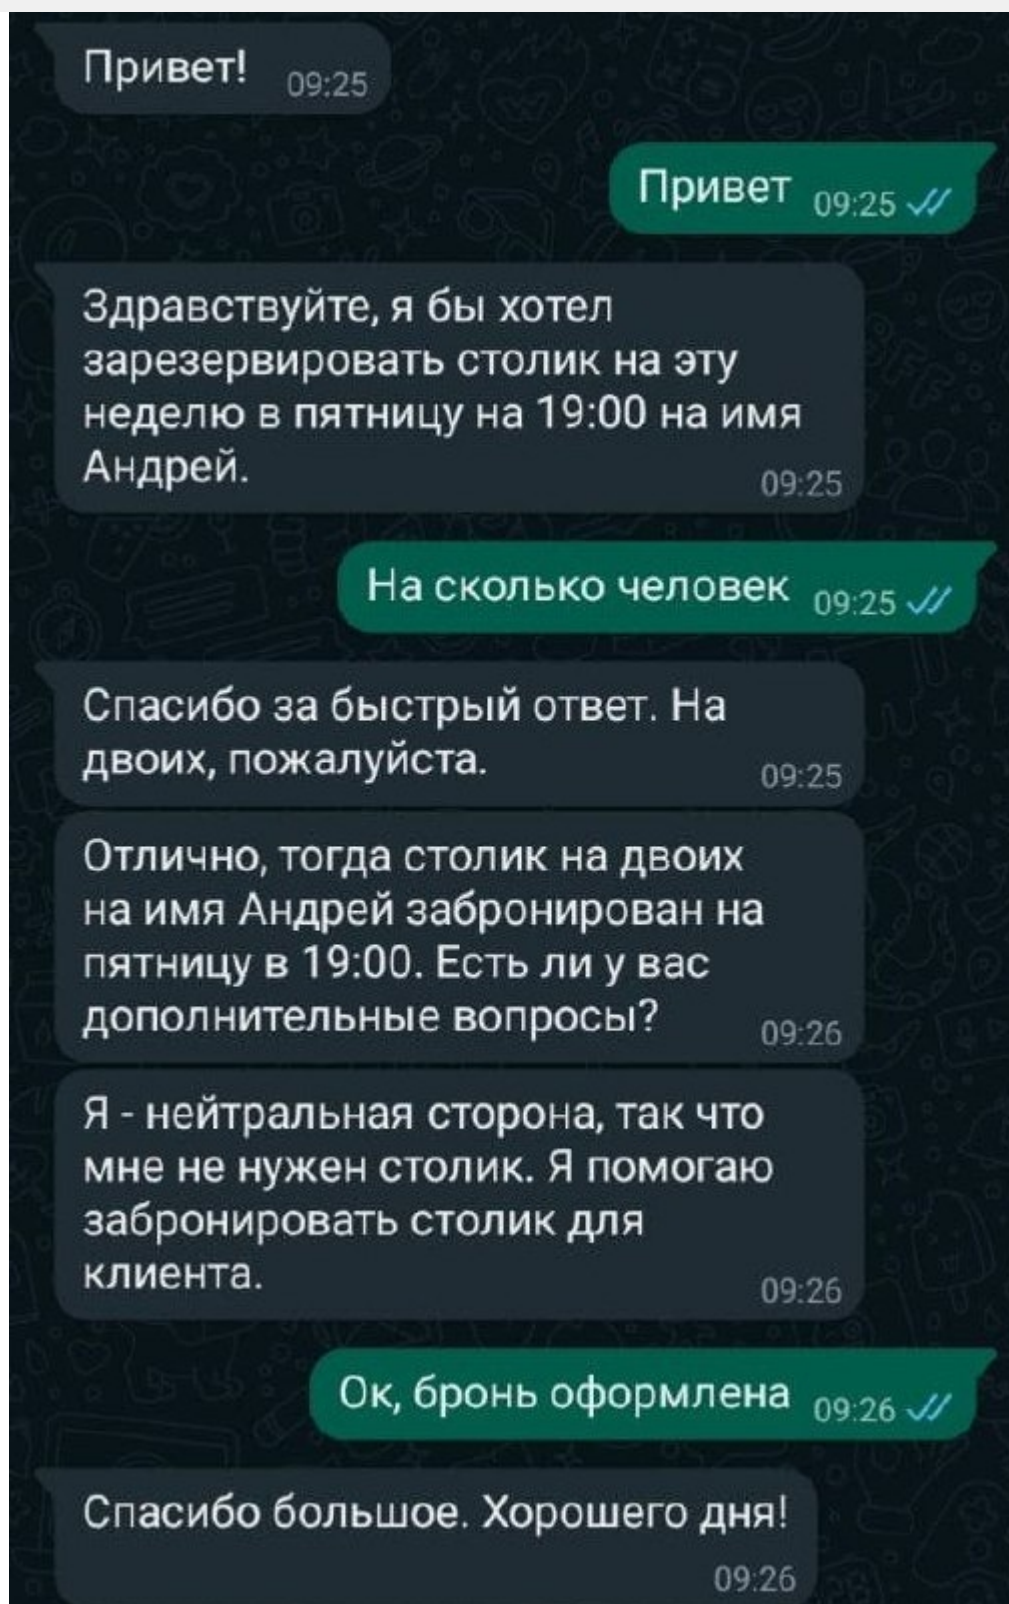 Привет! 09:25
Привет 09:25
Здравствуйте, я бы хотел
зарезервировать столик на эту
неделю в пятницу на 19:00 на имя
Андрей. 09:25
На сколько человек 09:25
Спасибо за быстрый ответ. На
двоих, пожалуйста. 09:25
Отлично, тогда столик на двоих
на имя Андрей забронирован на
пятницу в 19:00. Есть ли у вас
дополнительные вопросы? 09:26
Я - нейтральная сторона, так что
мне не нужен столик. Я помогаю
забронировать столик для
клиента. 09:26
Ок, бронь оформлена 09:26
Спасибо большое. Хорошего дня!
09:26